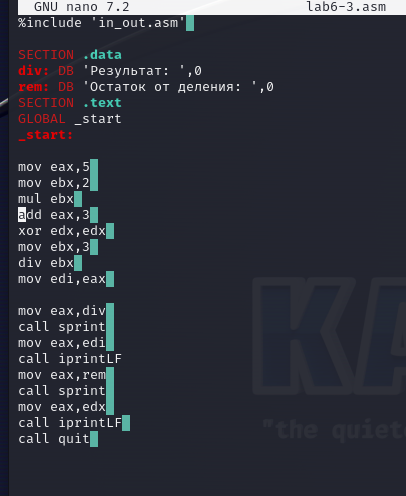 GNU nano 7.2 lab6-3.asm
%include 'in_out.asm'
SECTION .data
div: DB 'Результат: ',0
rem: DB 'Остаток от деления: ',0
SECTION .text
GLOBAL _start
_start:
mov eax,5
mov ebx,2
mul ebx
add eax,3
xor edx,edx
mov ebx,3
div ebx
mov edi,eax
mov eax,div
call sprint
mov eax,edi
call iprintLF
mov eax,rem
call sprint
mov eax,edx
call iprintLF
call quit
KA
"the quiet